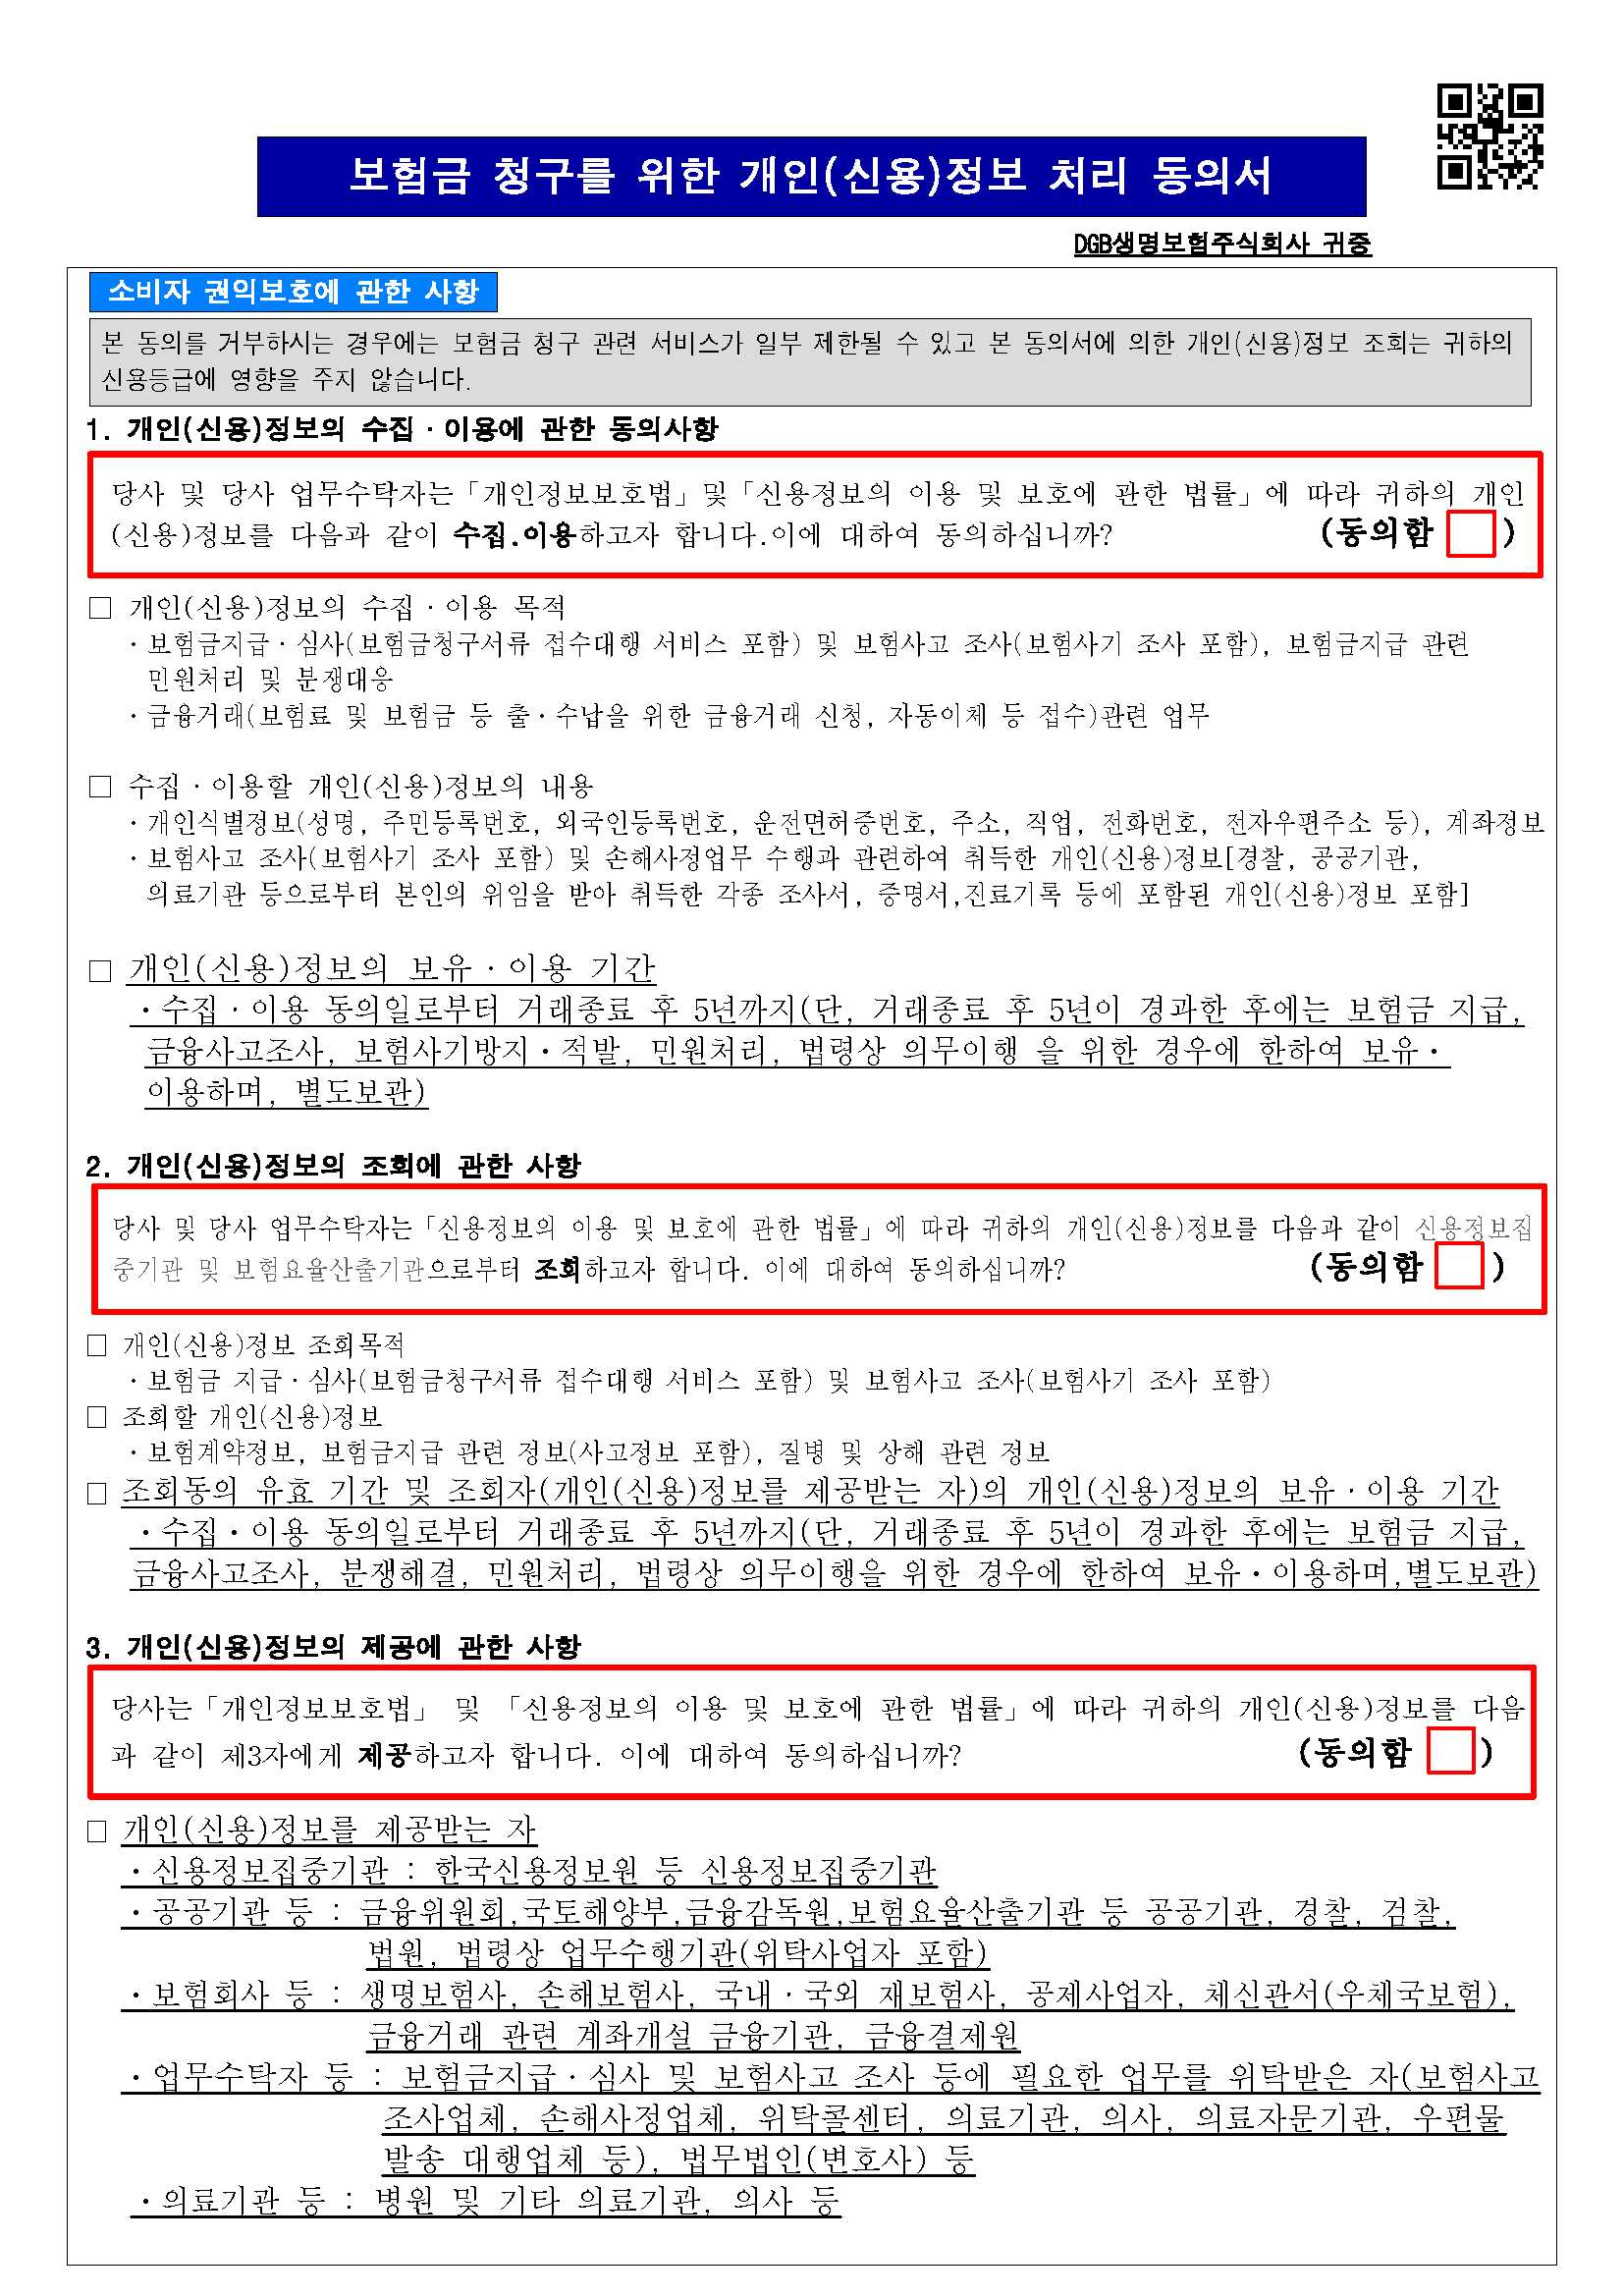 보험금 청구를 위한 개인(신용)정보 처리 동의서
DGB생명보험주식회사 귀중
소비자 권익보호에 관한 사항
본 동의를 거부하시는 경우에는 보험금 청구 관련 서비스가 일부 제한될 수 있고 본 동의서에 의한 개인(신용)정보 조회는 귀하의
신용등급에 영향을 주지 않습니다.
1. 개인(신용)정보의 수집·이용에 관한 동의사항
당사 및 당사 업무수탁자는「개인정보보호법」및「신용정보의 이용 및 보호에 관한 법률」에 따라 귀하의 개인
(신용)정보를 다음과 같이 수집.이용하고자 합니다.이에 대하여 동의하십니까? (동의함 □ )
□ 개인(신용)정보의 수집·이용 목적
·보험금지급·심사(보험금청구서류 접수대행 서비스 포함) 및 보험사고 조사(보험사기 조사 포함), 보험금지급 관련
민원처리 및 분쟁대응
·금융거래(보험료 및 보험금 등 출·수납을 위한 금융거래 신청, 자동이체 등 접수)관련 업무
□ 수집·이용할 개인(신용)정보의 내용
·개인식별정보(성명, 주민등록번호, 외국인등록번호, 운전면허증번호, 주소, 직업, 전화번호, 전자우편주소 등), 계좌정보
·보험사고 조사(보험사기 조사 포함) 및 손해사정업무 수행과 관련하여 취득한 개인(신용)정보[경찰, 공공기관,
의료기관 등으로부터 본인의 위임을 받아 취득한 각종 조사서, 증명서,진료기록 등에 포함된 개인(신용)정보 포함]
□ 개인(신용)정보의 보유·이용 기간
·수집·이용 동의일로부터 거래종료 후 5년까지(단, 거래종료 후 5년이 경과한 후에는 보험금 지급,
금융사고조사, 보험사기방지·적발, 민원처리, 법령상 의무이행 을 위한 경우에 한하여 보유·
이용하며, 별도보관)
2. 개인(신용)정보의 조회에 관한 사항
당사 및 당사 업무수탁자는「신용정보의 이용 및 보호에 관한 법률」에 따라 귀하의 개인(신용)정보를 다음과 같이 신용정보집
중기관 및 보험요율산출기관으로부터 조회하고자 합니다. 이에 대하여 동의하십니까? (동의함 □ )
□ 개인(신용)정보 조회목적
·보험금 지급·심사(보험금청구서류 접수대행 서비스 포함) 및 보험사고 조사(보험사기 조사 포함)
□ 조회할 개인(신용)정보
·보험계약정보, 보험금지급 관련 정보(사고정보 포함), 질병 및 상해 관련 정보
□ 조회동의 유효 기간 및 조회자(개인(신용)정보를 제공받는 자)의 개인(신용)정보의 보유·이용 기간
·수집·이용 동의일로부터 거래종료 후 5년까지(단, 거래종료 후 5년이 경과한 후에는 보험금 지급,
금융사고조사, 분쟁해결, 민원처리, 법령상 의무이행을 위한 경우에 한하여 보유·이용하며,별도보관)
3. 개인(신용)정보의 제공에 관한 사항
당사는「개인정보보호법」 및 「신용정보의 이용 및 보호에 관한 법률」에 따라 귀하의 개인(신용)정보를 다음
과 같이 제3자에게 제공하고자 합니다. 이에 대하여 동의하십니까? (동의함 □ )
□ 개인(신용)정보를 제공받는 자
·신용정보집중기관 : 한국신용정보원 등 신용정보집중기관
·공공기관 등 : 금융위원회,국토해양부,금융감독원,보험요율산출기관 등 공공기관, 경찰, 검찰,
법원, 법령상 업무수행기관(위탁사업자 포함)
·보험회사 등 : 생명보험사, 손해보험사, 국내·국외 재보험사, 공제사업자, 체신관서(우체국보험),
금융거래 관련 계좌개설 금융기관, 금융결제원
·업무수탁자 등 : 보험금지급·심사 및 보험사고 조사 등에 필요한 업무를 위탁받은 자(보험사고
조사업체, 손해사정업체, 위탁콜센터, 의료기관, 의사, 의료자문기관, 우편물
발송 대행업체 등), 법무법인(변호사) 등
·의료기관 등 : 병원 및 기타 의료기관, 의사 등